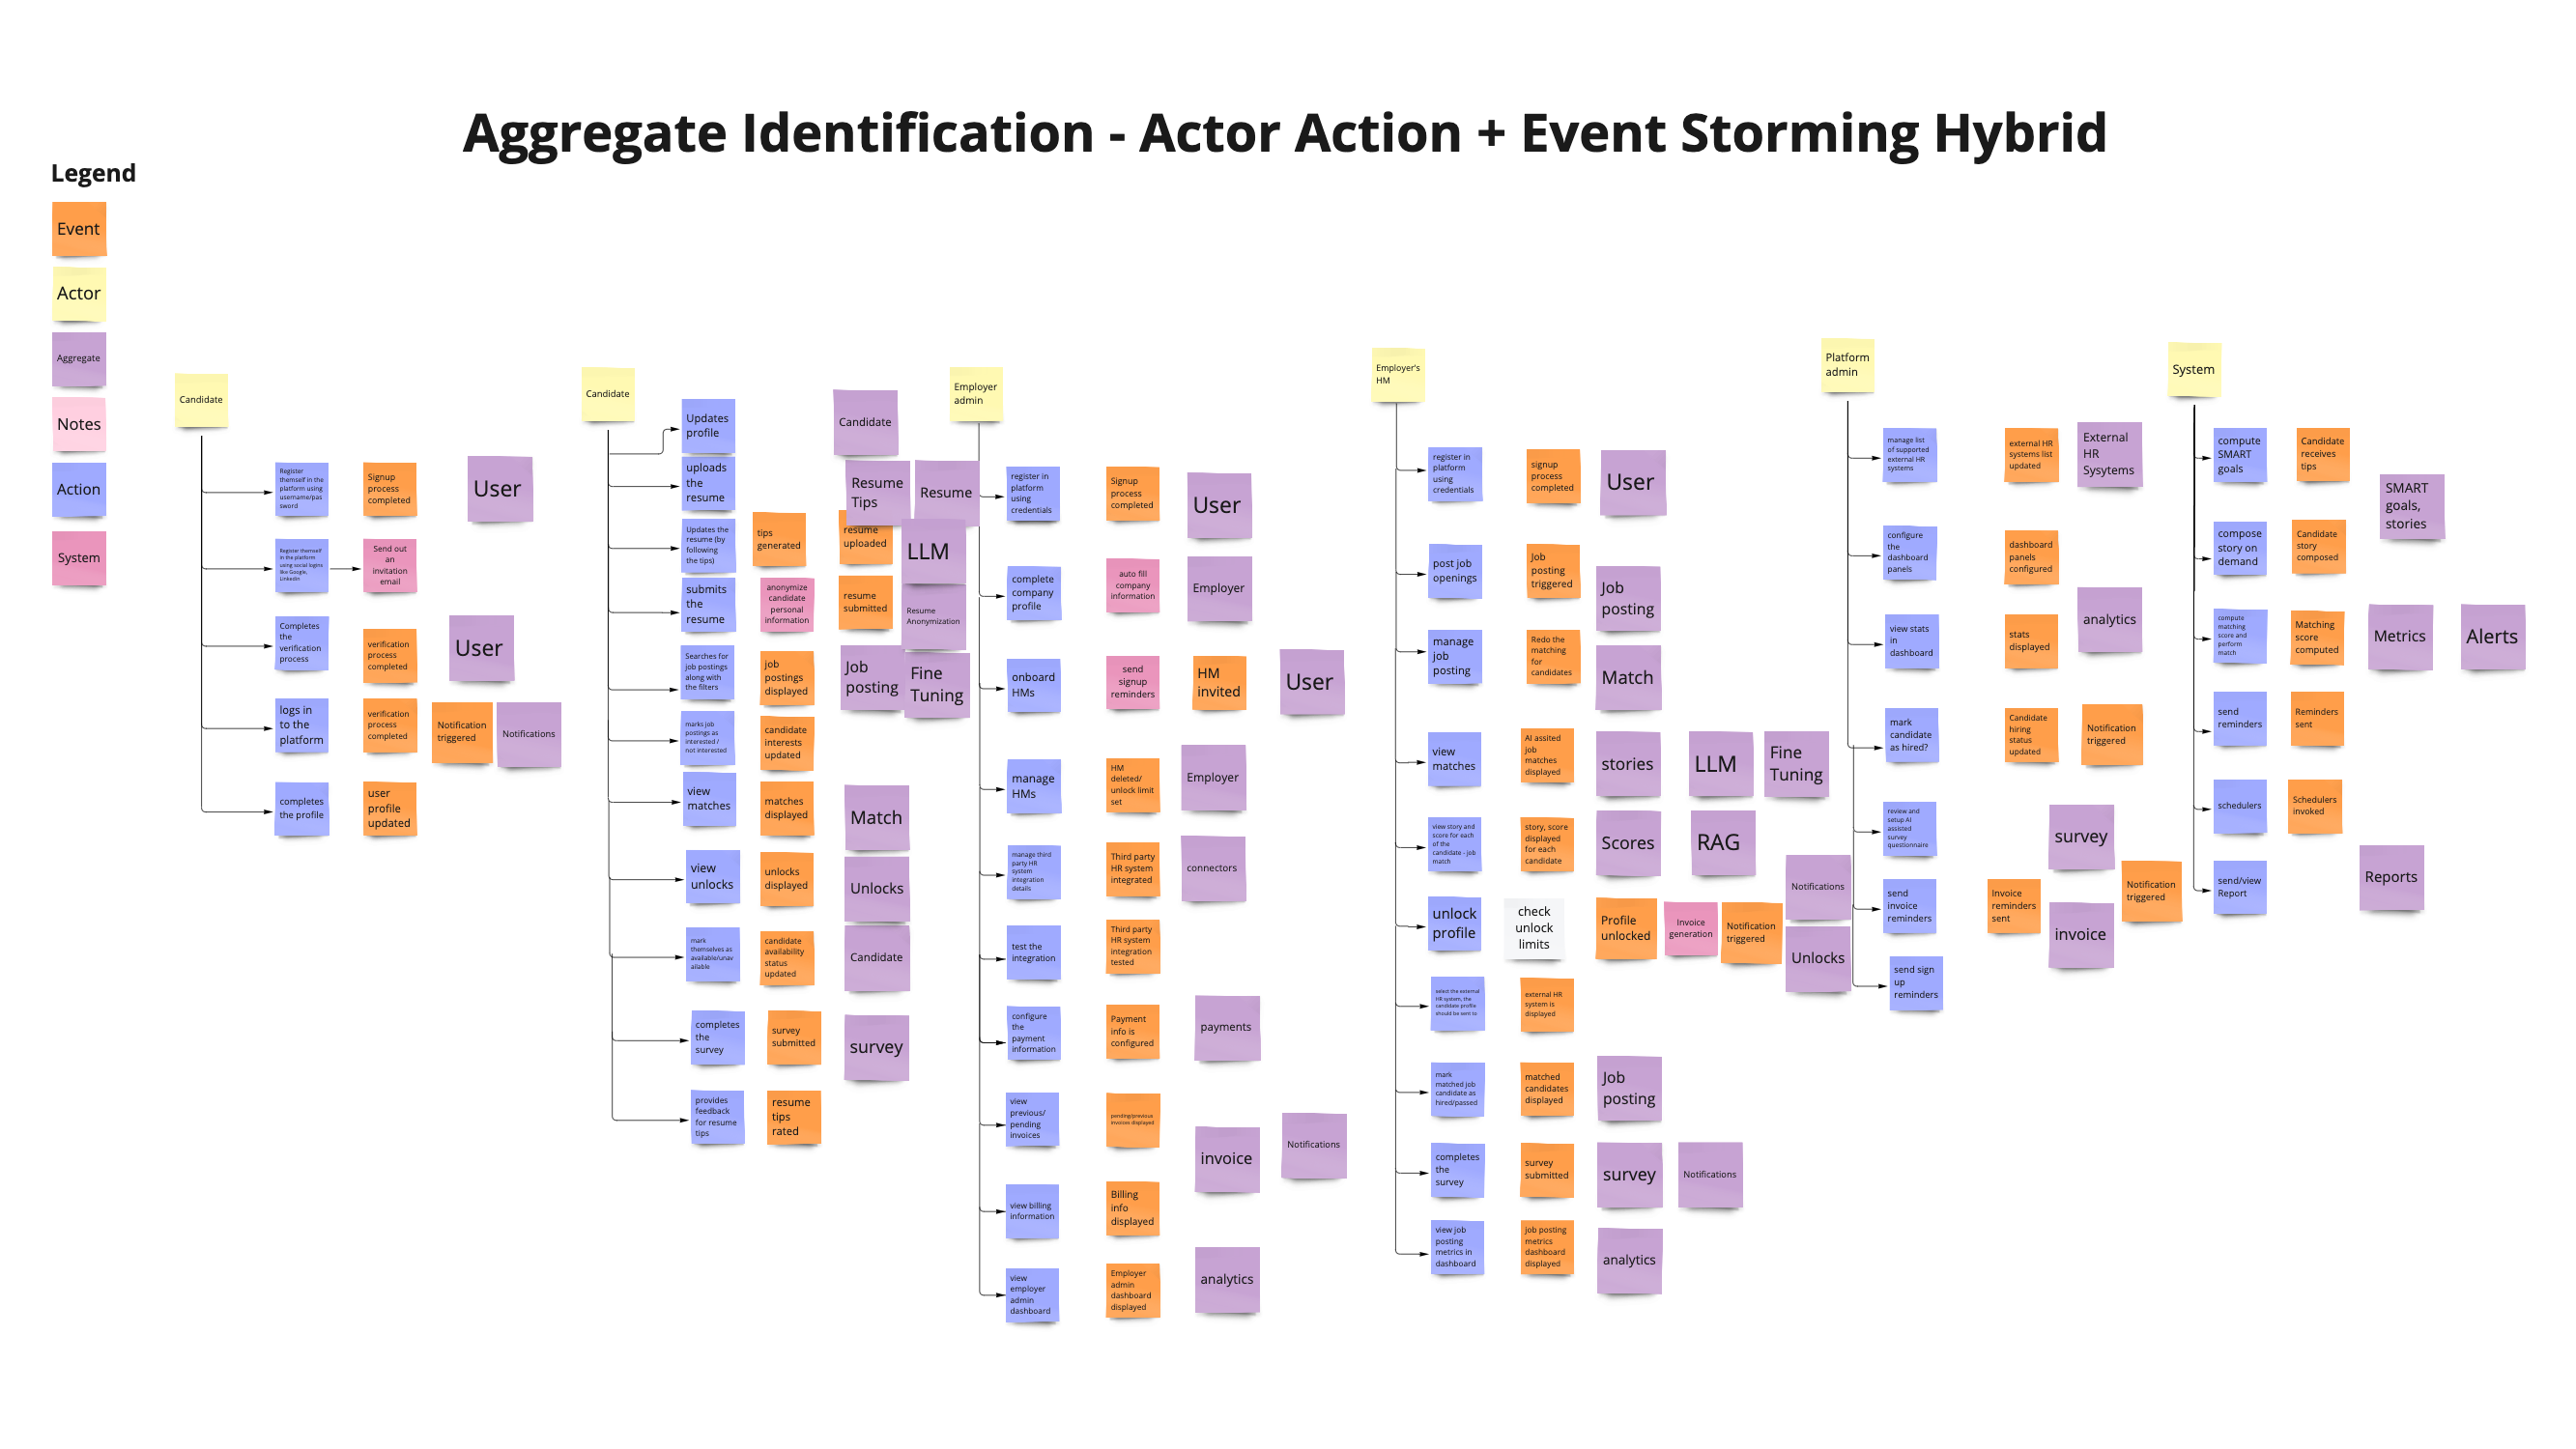 Aggregate Identification - Actor Action + Event Storming Hybrid
Legend
Event
Actor
Aggregate
Notes
Action
System
Candidate
Register
themself in the
platform using
username/pas
sword
Signup
process
completed
User
Register themself
in the platform
using social logins
like Google,
Linkedin
Send out
an
invitation
email
Completes
the
verification
process
verification
process
completed
User
logs in
to the
platform
verification
process
completed
Notification
triggered
Notifications
completes
the profile
user
profile
updated
Candidate
Updates
profile
Candidate
uploads
the
resume
Resume
Tips
Resume
Updates the
resume (by
following
the tips)
tips
generated
resume
uploaded
LLM
submits
the
resume
anonymize
candidate
personal
information
resume
submitted
Resume
Anonymization
Searches for
job postings
along with
the filters
job
postings
displayed
Job
posting
Fine
Tuning
marks job
postings as
interested /
not interested
candidate
interests
updated
view
matches
matches
displayed
Match
view
unlocks
unlocks
displayed
Unlocks
mark
themselves as
available/unav
ailable
candidate
availability
status
updated
Candidate
completes
the
survey
survey
submitted
survey
provides
feedback
for resume
tips
resume
tips
rated
Employer
admin
register in
platform
using
credentials
Signup
process
completed
User
complete
company
profile
auto fill
company
information
Employer
onboard
HMs
send
signup
reminders
HM
invited
User
manage
HMs
HM
deleted/
unlock limit
set
Employer
manage third
party HR
system
integration
details
Third party
HR system
integrated
connectors
test the
integration
Third party
HR system
integration
tested
configure
the
payment
information
Payment
info is
configured
payments
view
previous/
pending
invoices
pending/previous
invoices displayed
invoice
Notifications
view billing
information
Billing
info
displayed
view
employer
admin
dashboard
Employer
admin
dashboard
displayed
analytics
Employer's
HM
register in
platform
using
credentials
signup
process
completed
User
post job
openings
Job
posting
triggered
Job
posting
manage
job
posting
Redo the
matching
for
candidates
Match
view
matches
AI assited
job
matches
displayed
stories
LLM
Fine
Tuning
view story and
score for each
of the
candidate - job
match
story, score
displayed
for each
candidate
Scores
RAG
unlock
profile
check
unlock
limits
Profile
unlocked
Invoice
generation
Notification
triggered
Notifications
Unlocks
select the external
HR system, the
candidate profile
should be sent to
external HR
system is
displayed
mark
matched job
candidate as
hired/passed
matched
candidates
displayed
Job
posting
completes
the
survey
survey
submitted
survey
Notifications
view job
posting
metrics in
dashboard
job posting
metrics
dashboard
displayed
analytics
Platform
admin
manage list
of supported
external HR
systems
external HR
systems list
updated
External
HR
Sysytems
configure
the
dashboard
panels
dashboard
panels
configured
view stats
in
dashboard
stats
displayed
analytics
mark
candidate
as hired?
Candidate
hiring
status
updated
Notification
triggered
review and
setup AI
assisted
survey
questionnaire
survey
send
invoice
reminders
Invoice
reminders
sent
invoice
Notification
triggered
send sign
up
reminders
System
compute
SMART
goals
Candidate
receives
tips
SMART
goals,
stories
compose
story on
demand
Candidate
story
composed
compute
matching
score and
perform
match
Matching
score
computed
Metrics
Alerts
send
reminders
Reminders
sent
schedulers
Schedulers
invoked
send/view
Report
Reports